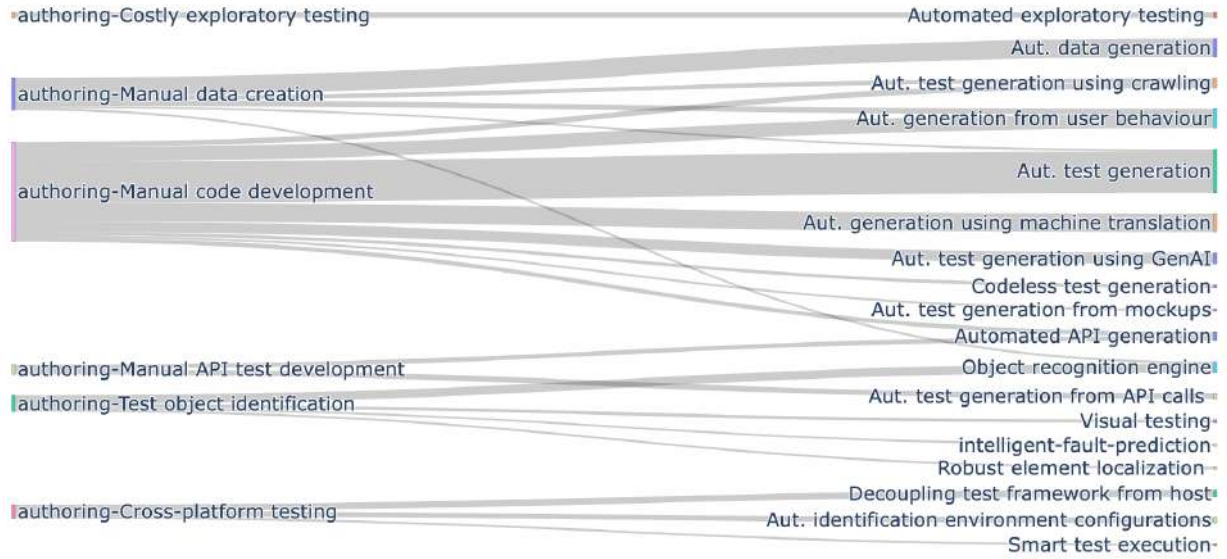 authoring-Costly exploratory testing
authoring-Manual data creation
authoring-Manual code development
authoring-Manual API test development
authoring-Test object identification
authoring-Cross-platform testing
Automated exploratory testing
Aut. data generation
Aut. test generation using crawling
Aut. generation from user behaviour
Aut. test generation
Aut. generation using machine translation
Aut. test generation using GenAI
Codeless test generation
Aut. test generation from mockups
Automated API generation
Object recognition engine
Aut. test generation from API calls
Visual testing
intelligent-fault-prediction
Robust element localization
Decoupling test framework from host
Aut. identification environment configurations
Smart test execution